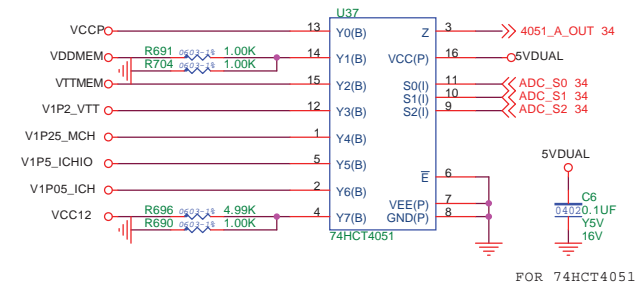 U37
VCCP 13 Y0(B) Z 3 4051_A_OUT 34
VDDMEM R691 0603-1% 1.00K 14 Y1(B) VCC(P) 16 5VDUAL
R704 0603-1% 1.00K
VTTMEM 15 Y2(B) S0(I) 11 ADC_S0 34
S1(I) 10 ADC_S1 34
V1P2_VTT 12 Y3(B) S2(I) 9 ADC_S2 34
V1P25_MCH 1 Y4(B)
V1P5_ICHIO 5 Y5(B)
E 6
V1P05_ICH 2 Y6(B)
VEE(P) 7
VCC12 R696 0603-1% 4.99K 4 Y7(B) GND(P) 8
R690 0603-1% 1.00K
74HCT4051
5VDUAL
C6
0402 0.1UF
Y5V
16V
FOR 74HCT4051